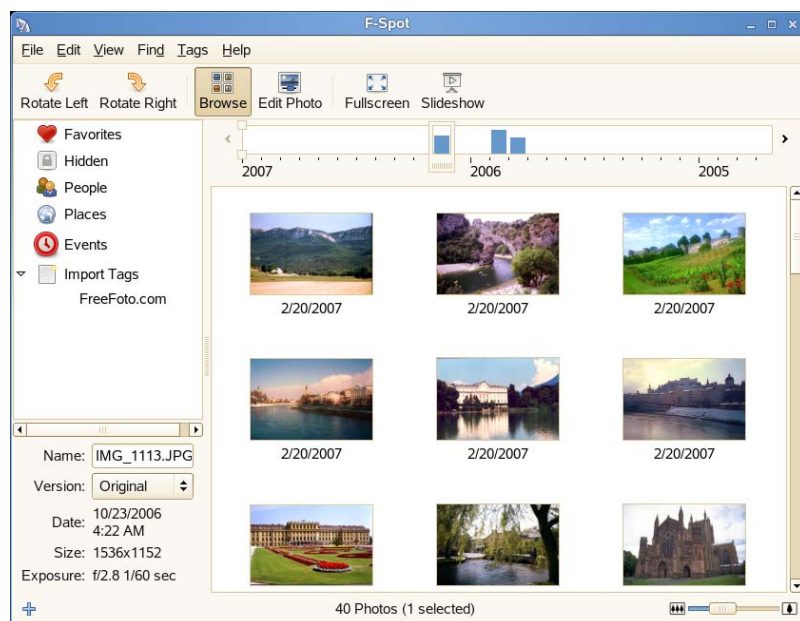 F-Spot
File Edit View Find Tags Help
Rotate Left Rotate Right Browse Edit Photo Fullscreen Slideshow
Favorites
Hidden
People
Places
Events
Import Tags
FreeFoto.com
2007 2006 2005
2/20/2007 2/20/2007 2/20/2007
2/20/2007 2/20/2007 2/20/2007
Name: IMG_1113.JPG
Version: Original
Date: 10/23/2006
4:22 AM
Size: 1536x1152
Exposure: f/2.8 1/60 sec
40 Photos (1 selected)